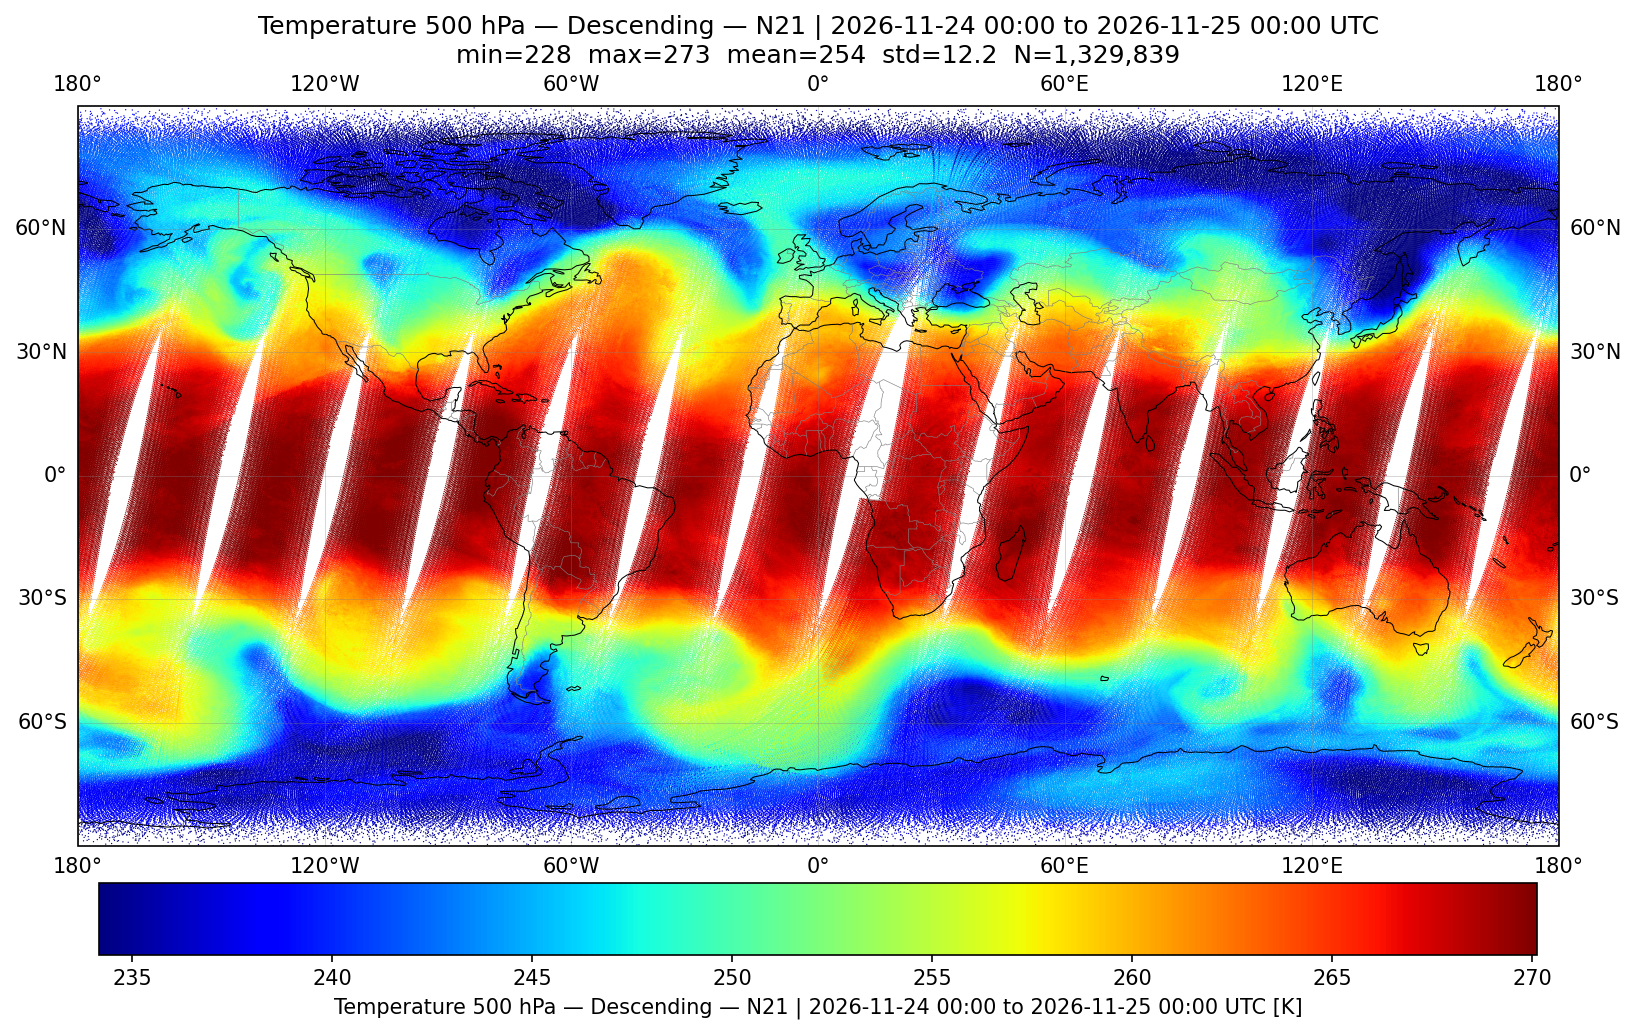 Temperature 500 hPa — Descending — N21 | 2026-11-24 00:00 to 2026-11-25 00:00 UTC
min=228 max=273 mean=254 std=12.2 N=1,329,839
180° 120°W 60°W 0° 60°E 120°E 180°
60°N 60°N
30°N 30°N
0° 0°
30°S 30°S
60°S 60°S
180° 120°W 60°W 0° 60°E 120°E 180°
235 240 245 250 255 260 265 270
Temperature 500 hPa — Descending — N21 | 2026-11-24 00:00 to 2026-11-25 00:00 UTC [K]